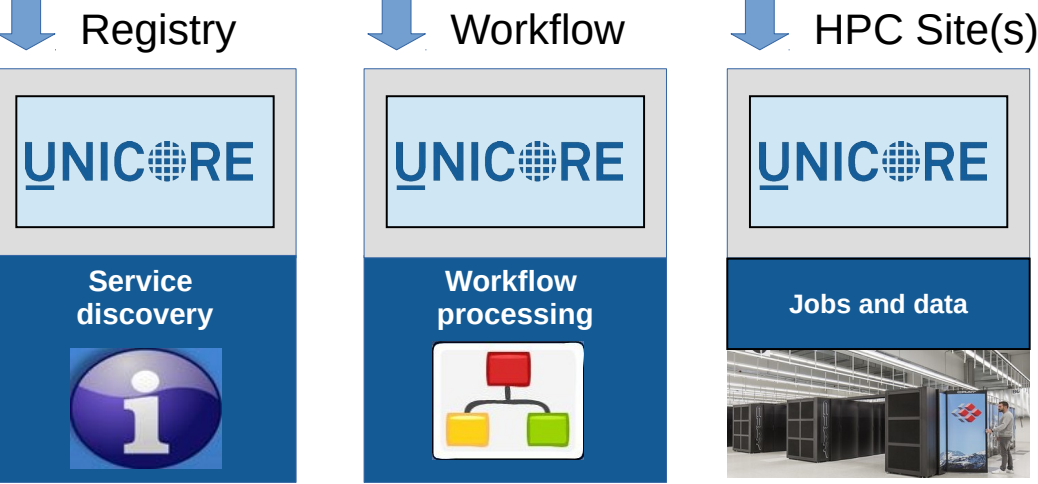 Registry
Workflow
HPC Site(s)
UNICORE
UNICORE
UNICORE
Service
discovery
Workflow
processing
Jobs and data
i